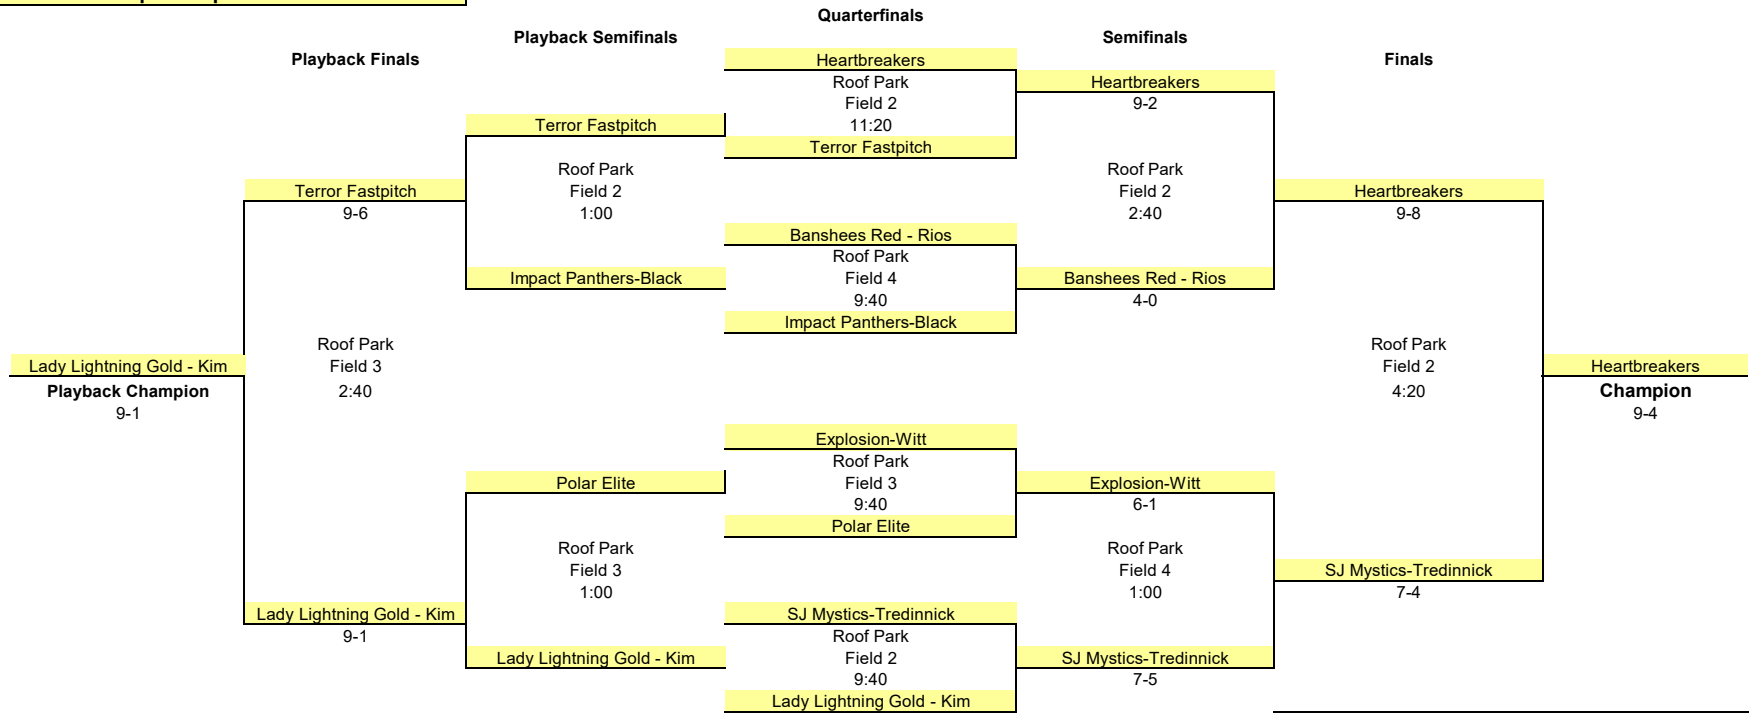 Quarterfinals
Playback Semifinals
Semifinals
Playback Finals
Heartbreakers
Finals
Roof Park
Heartbreakers
Field 2
9-2
Terror Fastpitch
11:20
Terror Fastpitch
Roof Park
Roof Park
Terror Fastpitch
Field 2
Field 2
Heartbreakers
9-6
1:00
2:40
9-8
Banshees Red - Rios
Roof Park
Impact Panthers-Black
Field 4
Banshees Red - Rios
9:40
4-0
Impact Panthers-Black
Roof Park
Roof Park
Lady Lightning Gold - Kim
Field 3
Field 2
Heartbreakers
Playback Champion
2:40
4:20
Champion
9-1
9-4
Explosion-Witt
Roof Park
Polar Elite
Field 3
Explosion-Witt
9:40
6-1
Polar Elite
Roof Park
Roof Park
Field 3
Field 4
SJ Mystics-Tredinnick
1:00
1:00
7-4
Lady Lightning Gold - Kim
SJ Mystics-Tredinnick
9-1
Roof Park
Lady Lightning Gold - Kim
Field 2
SJ Mystics-Tredinnick
9:40
7-5
Lady Lightning Gold - Kim